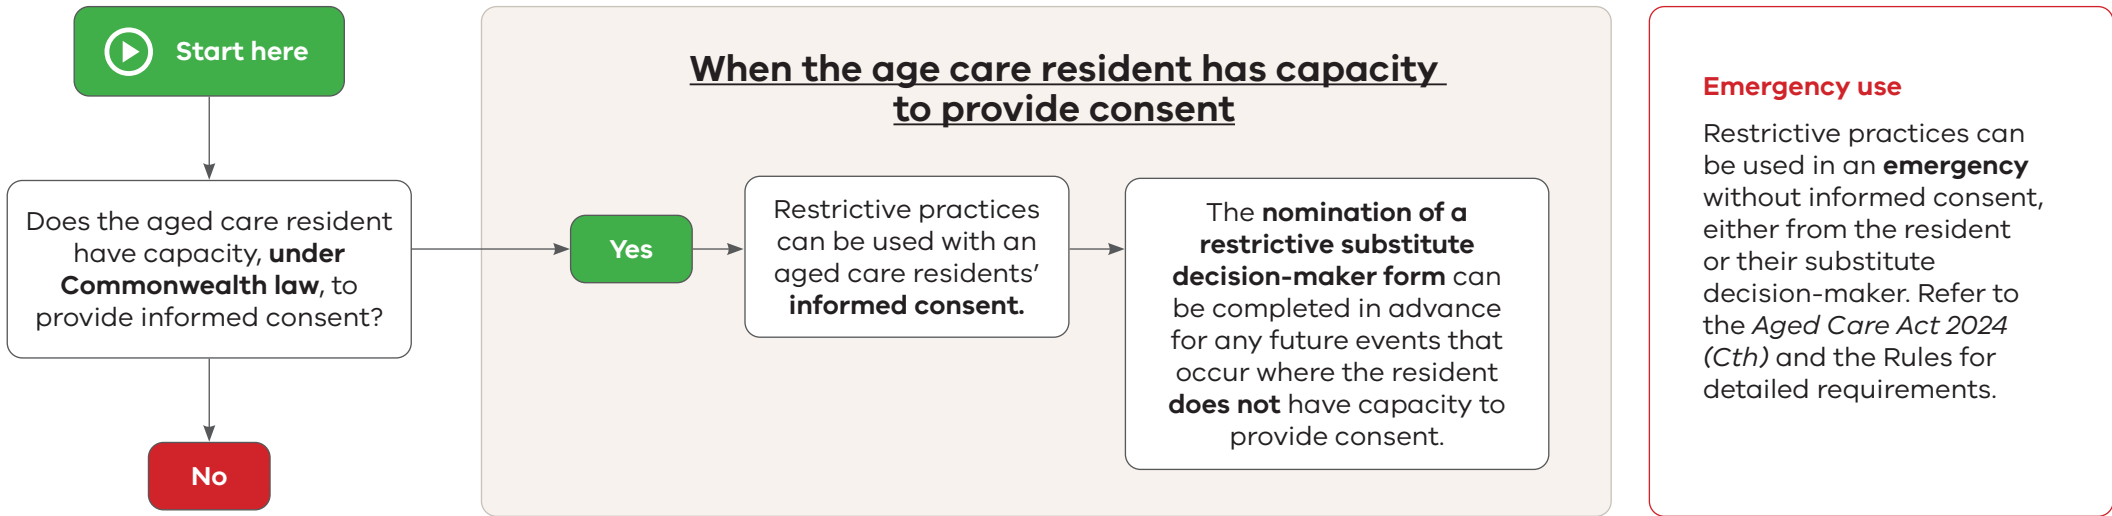 Start here
Does the aged care resident
have capacity, under
Commonwealth law, to
provide informed consent?
No
When the age care resident has capacity
to provide consent
Yes
Restrictive practices
can be used with an
aged care residents’
informed consent.
The nomination of a
restrictive substitute
decision-maker form can
be completed in advance
for any future events that
occur where the resident
does not have capacity to
provide consent.
Emergency use
Restrictive practices can
be used in an emergency
without informed consent,
either from the resident
or their substitute
decision-maker. Refer to
the Aged Care Act 2024
(Cth) and the Rules for
detailed requirements.